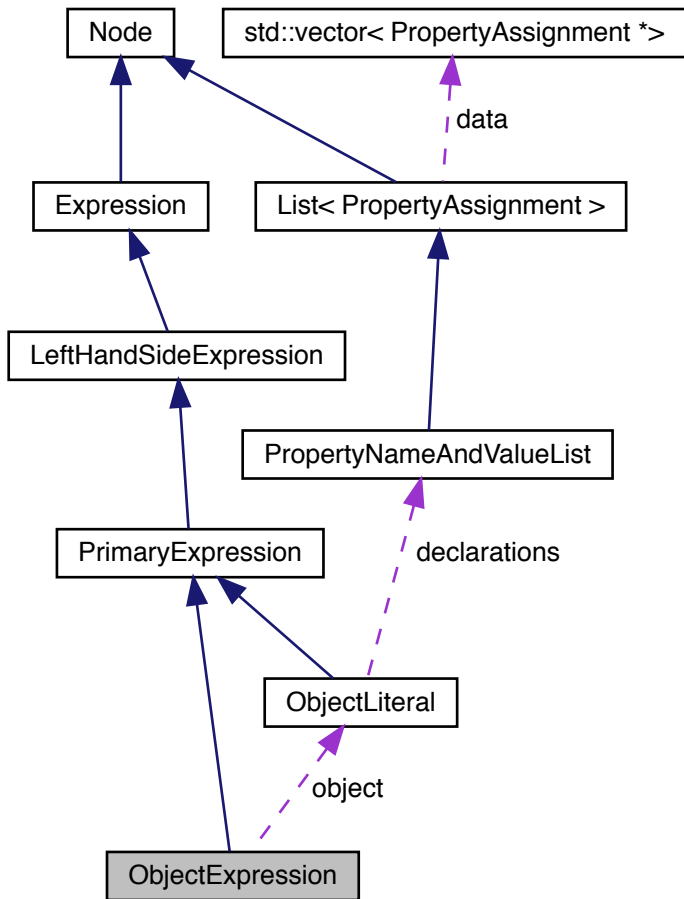 Node
std::vector< PropertyAssignment *>
data
Expression
List< PropertyAssignment >
LeftHandSideExpression
PropertyNameAndValueList
PrimaryExpression
declarations
ObjectLiteral
object
ObjectExpression